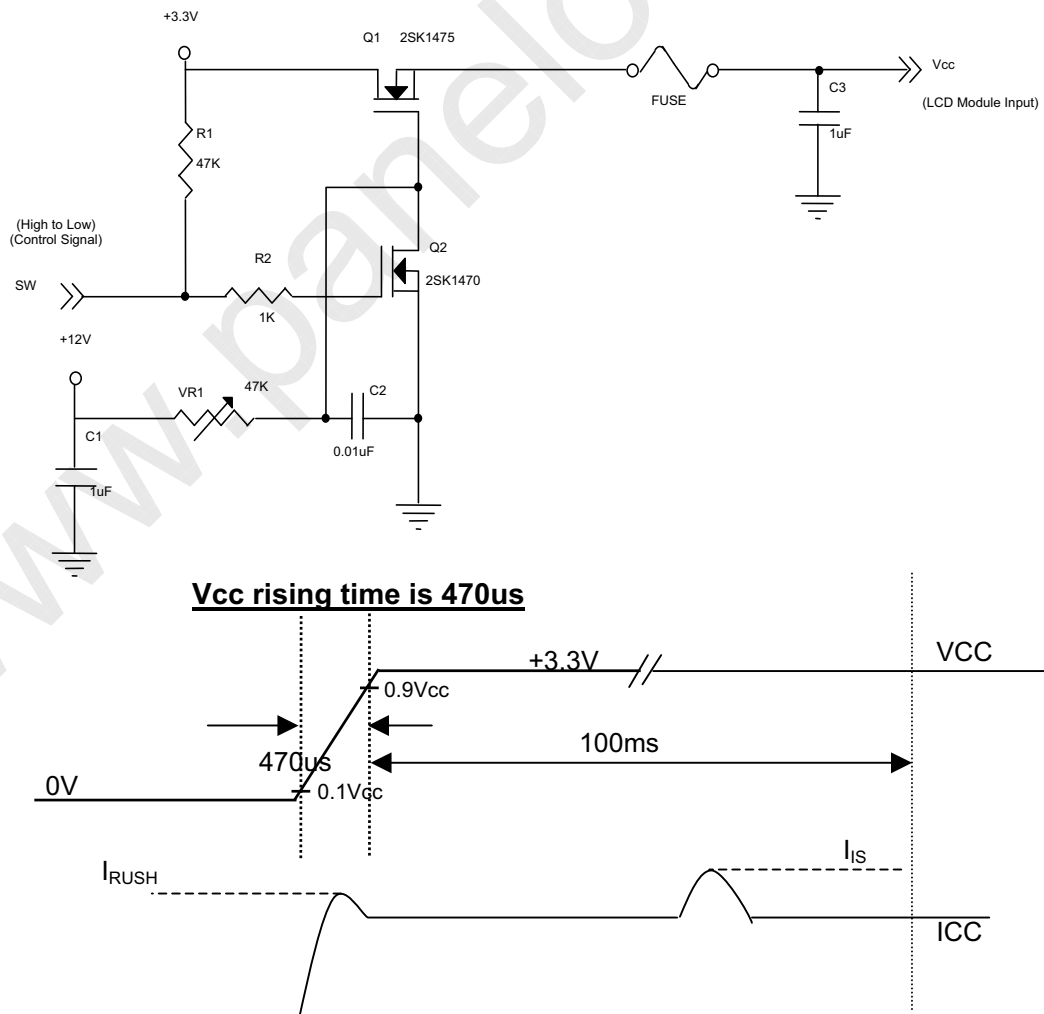 +3.3V
Q1 2SK1475
Vcc
FUSE
C3
(LCD Module Input)
R1
1uF
47K
(High to Low)
(Control Signal)
Q2
R2
SW
2SK1470
1K
+12V
VR1
47K
C2
C1
0.01uF
1uF
www.panelo
Vcc rising time is 470us
+3.3V
VCC
0.9Vcc
100ms
470us
0V
0.1Vcc
IRUSH
IIS
ICC